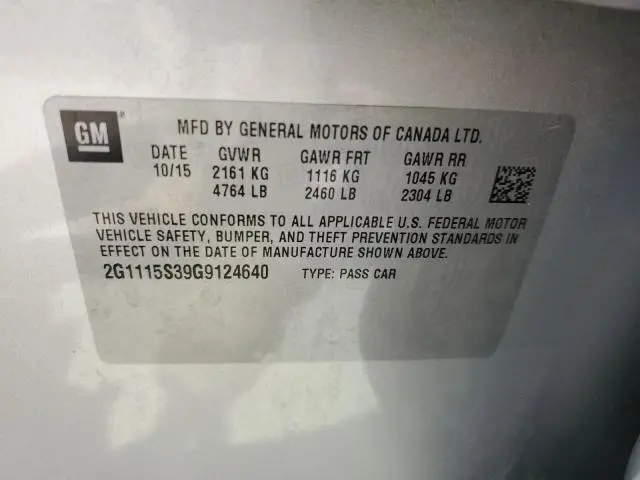 GM ®
MFD BY GENERAL MOTORS OF CANADA LTD.
DATE GVWR GAWR FRT GAWR RR
10/15 2161 KG 1116 KG 1045 KG
4764 LB 2460 LB 2304 LB
THIS VEHICLE CONFORMS TO ALL APPLICABLE U.S. FEDERAL MOTOR
VEHICLE SAFETY, BUMPER, AND THEFT PREVENTION STANDARDS IN
EFFECT ON THE DATE OF MANUFACTURE SHOWN ABOVE.
2G1115S39G9124640 TYPE: PASS CAR